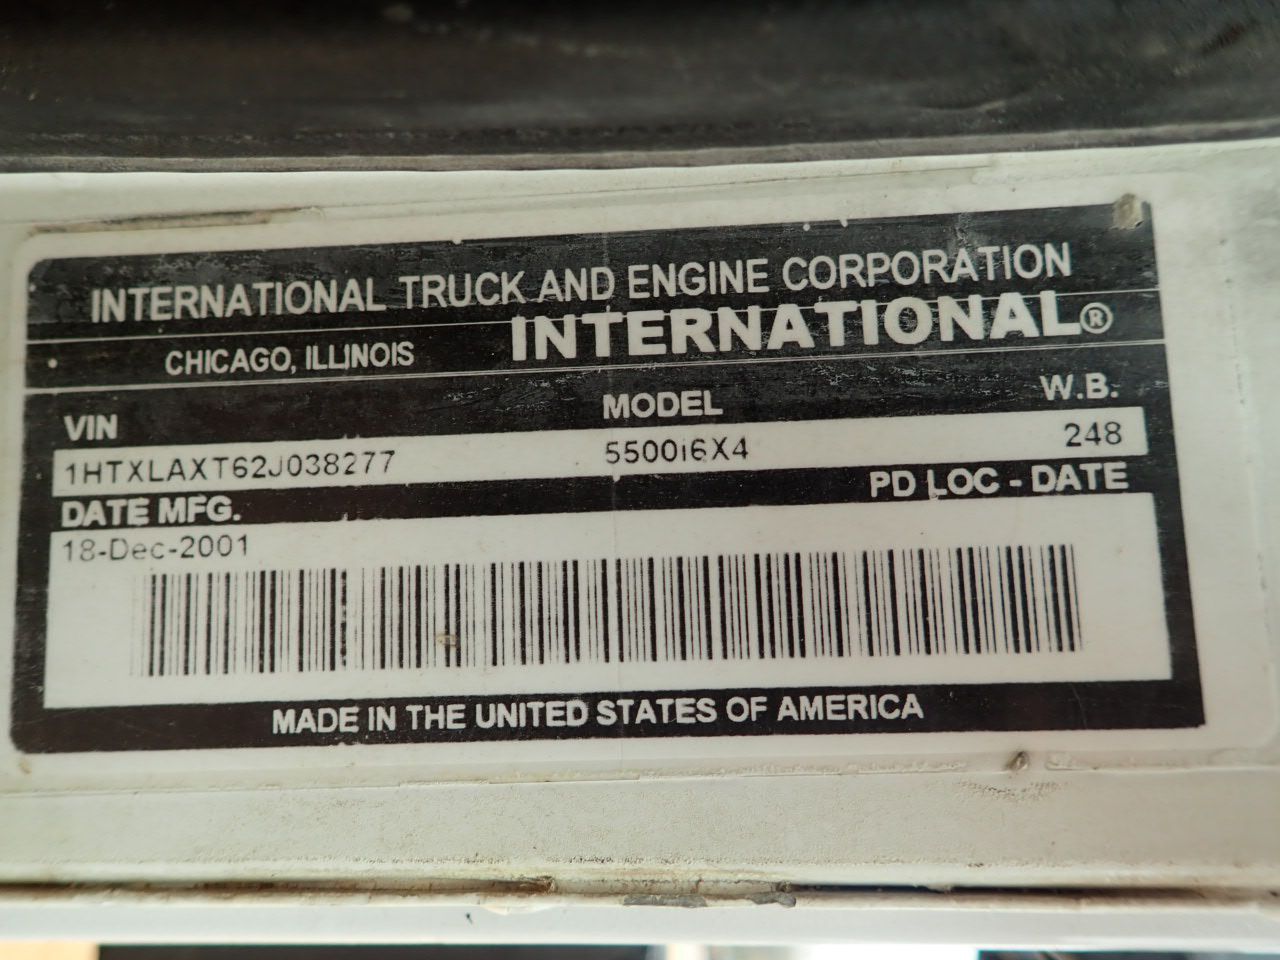 INTERNATIONAL TRUCK AND ENGINE CORPORATION
CHICAGO, ILLINOIS INTERNATIONAL®
VIN MODEL W.B.
1HTXLAXT62J038277 5500i6X4 248
DATE MFG. PD LOC - DATE
18-Dec-2001
MADE IN THE UNITED STATES OF AMERICA